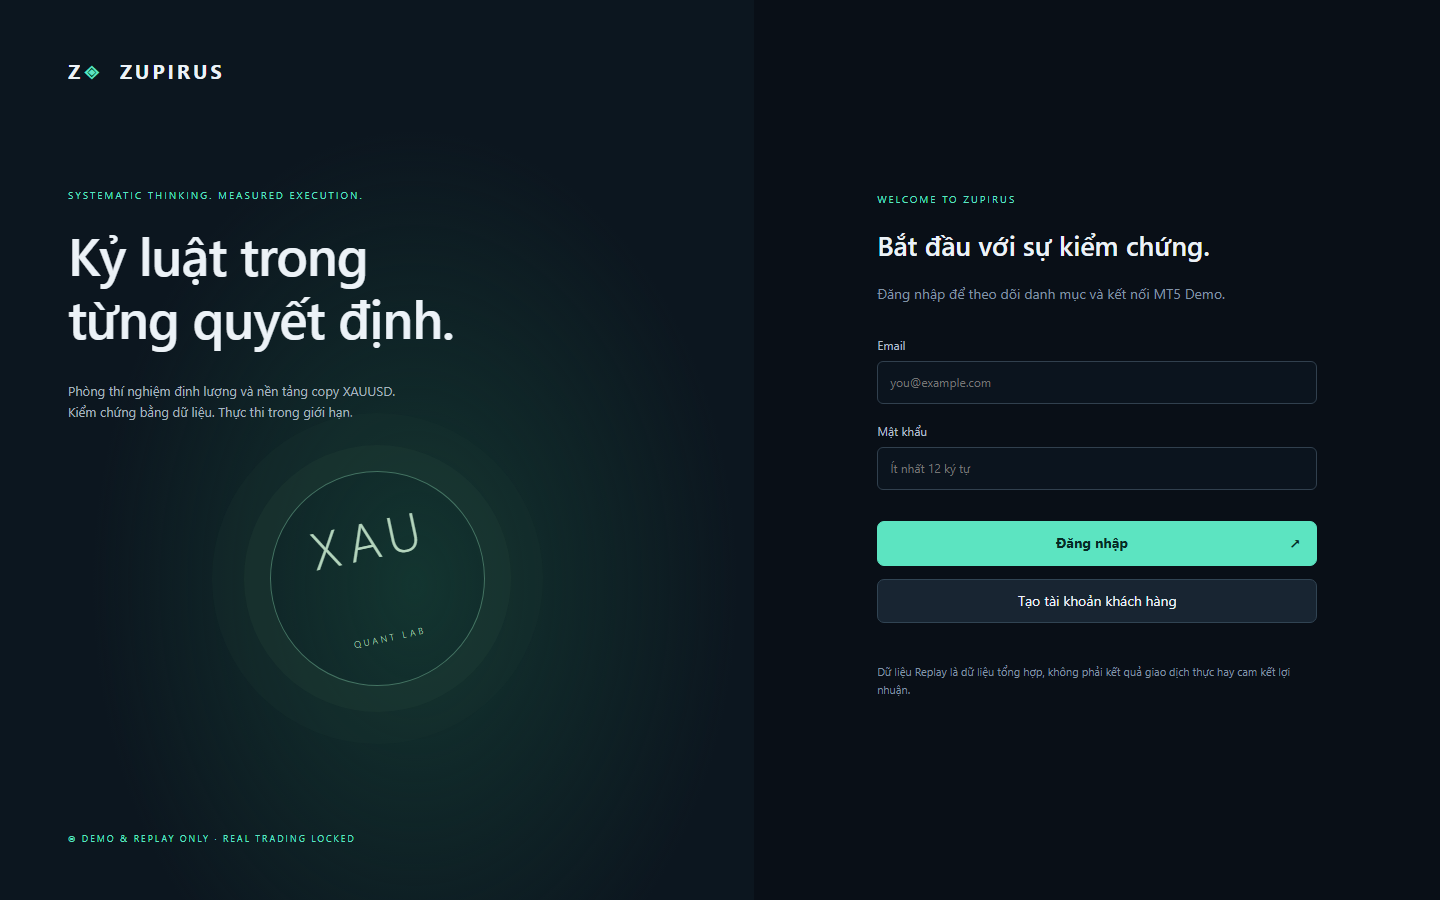 Z◈ ZUPIRUS
SYSTEMATIC THINKING. MEASURED EXECUTION.
Kỷ luật trong
từng quyết định.
Phòng thí nghiệm định lượng và nền tảng copy XAUUSD.
Kiểm chứng bằng dữ liệu. Thực thi trong giới hạn.
XAU
QUANT LAB
◎ DEMO & REPLAY ONLY · REAL TRADING LOCKED
WELCOME TO ZUPIRUS
Bắt đầu với sự kiểm chứng.
Đăng nhập để theo dõi danh mục và kết nối MT5 Demo.
Email
you@example.com
Mật khẩu
Ít nhất 12 ký tự
Đăng nhập ↗
Tạo tài khoản khách hàng
Dữ liệu Replay là dữ liệu tổng hợp, không phải kết quả giao dịch thực hay cam kết lợi
nhuận.